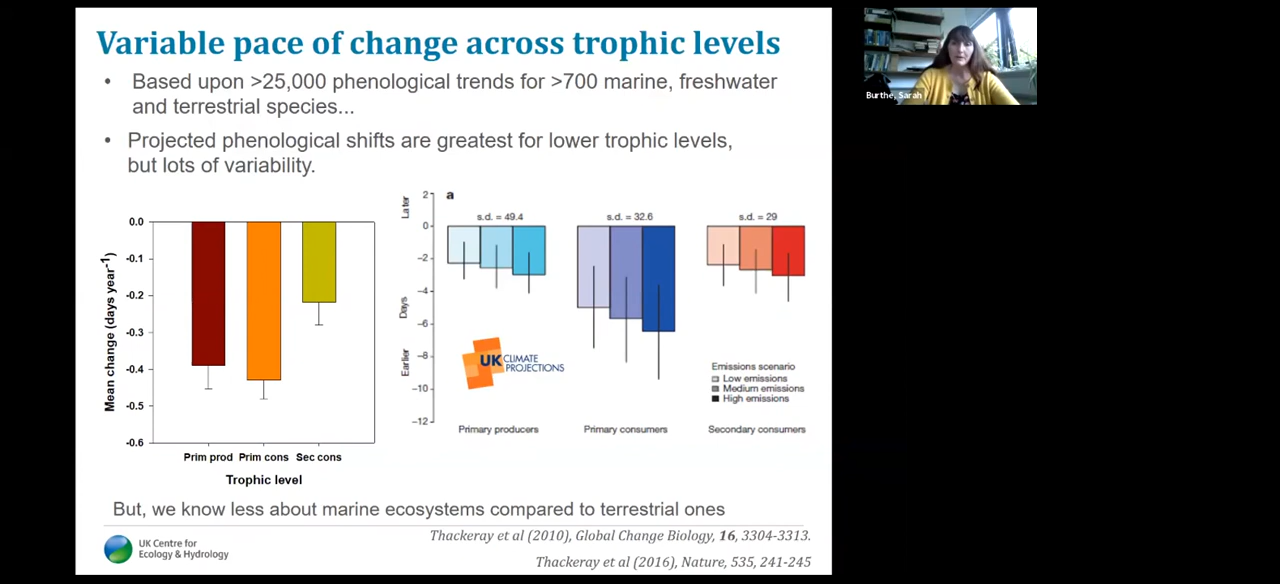 Variable pace of change across trophic levels
• Based upon >25,000 phenological trends for >700 marine, freshwater
and terrestrial species...
• Projected phenological shifts are greatest for lower trophic levels,
but lots of variability.
Burthe, Sarah
0.0
-0.1
-0.2
-0.3
-0.4
-0.5
-0.6
Mean change (days year-1)
Prim prod Prim cons Sec cons
Trophic level
a
Later
Days
Earlier
2
0
−2
−4
−6
−8
−10
−12
s.d. = 49.4
s.d. = 32.6
s.d. = 29
UK CLIMATE
PROJECTIONS
Emissions scenario
Low emissions
Medium emissions
High emissions
Primary producers
Primary consumers
Secondary consumers
But, we know less about marine ecosystems compared to terrestrial ones
UK Centre for
Ecology & Hydrology
Thackeray et al (2010), Global Change Biology, 16, 3304-3313.
Thackeray et al (2016), Nature, 535, 241-245